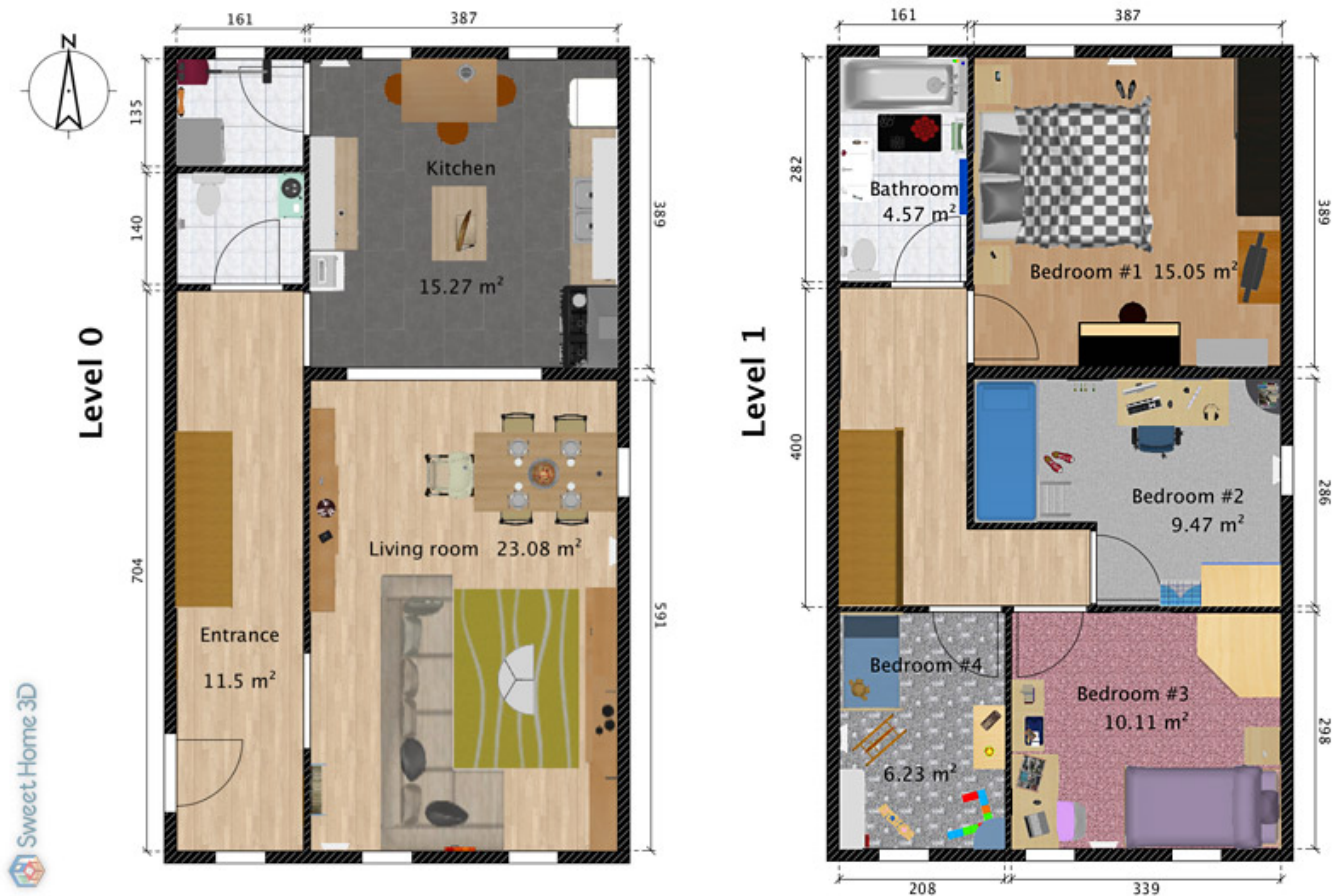 161
387
N
135
140
389
Kitchen
15.27 m²
Level 0
704
Living room 23.08 m²
591
Entrance
11.5 m²
Sweet Home 3D
161
387
282
389
Bathroom
4.57 m²
Bedroom #1 15.05 m²
Level 1
400
286
Bedroom #2
9.47 m²
Bedroom #4
6.23 m²
Bedroom #3
10.11 m²
298
208
339